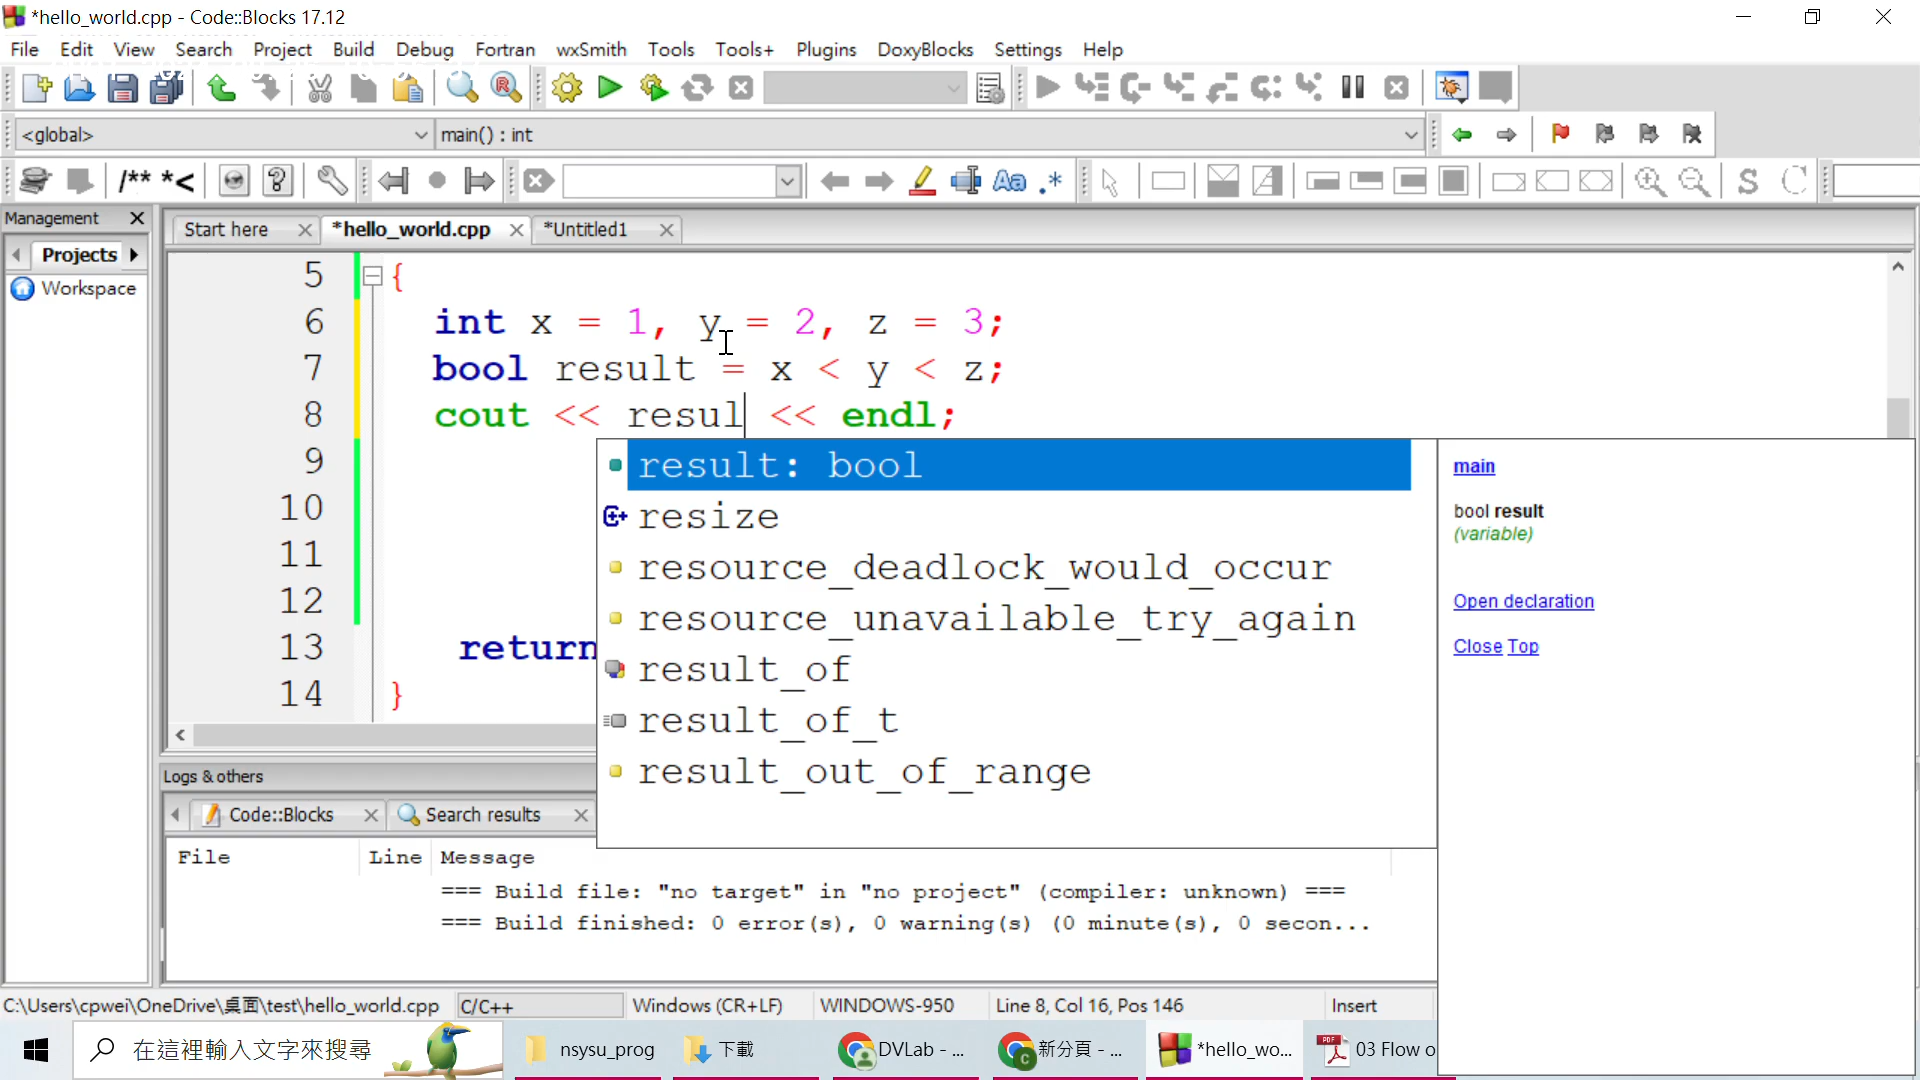 *hello_world.cpp - Code::Blocks 17.12
File Edit View Search Project Build Debug Fortran wxSmith Tools Tools+ Plugins DoxyBlocks Settings Help
<global> main() : int
/** *<
Aa .* S
Management
Start here *hello_world.cpp *Untitled1
Projects
Workspace
5 {
6 int x = 1, y = 2, z = 3;
7 bool result = x < y < z;
8 cout << resul << endl;
9
10
11
12
13 return
14 }
result: bool
resize
resource_deadlock_would_occur
resource_unavailable_try_again
result_of
result_of_t
result_out_of_range
main
bool result
(variable)
Open declaration
Close Top
Logs & others
Code::Blocks Search results
File Line Message
=== Build file: "no target" in "no project" (compiler: unknown) ===
=== Build finished: 0 error(s), 0 warning(s) (0 minute(s), 0 secon...
C:\Users\cpwei\OneDrive\桌面\test\hello_world.cpp C/C++ Windows (CR+LF) WINDOWS-950 Line 8, Col 16, Pos 146 Insert
在這裡輸入文字來搜尋 nsysu_prog 下載 DVLab - ... 新分頁 - ... *hello_wo... 03 Flow o